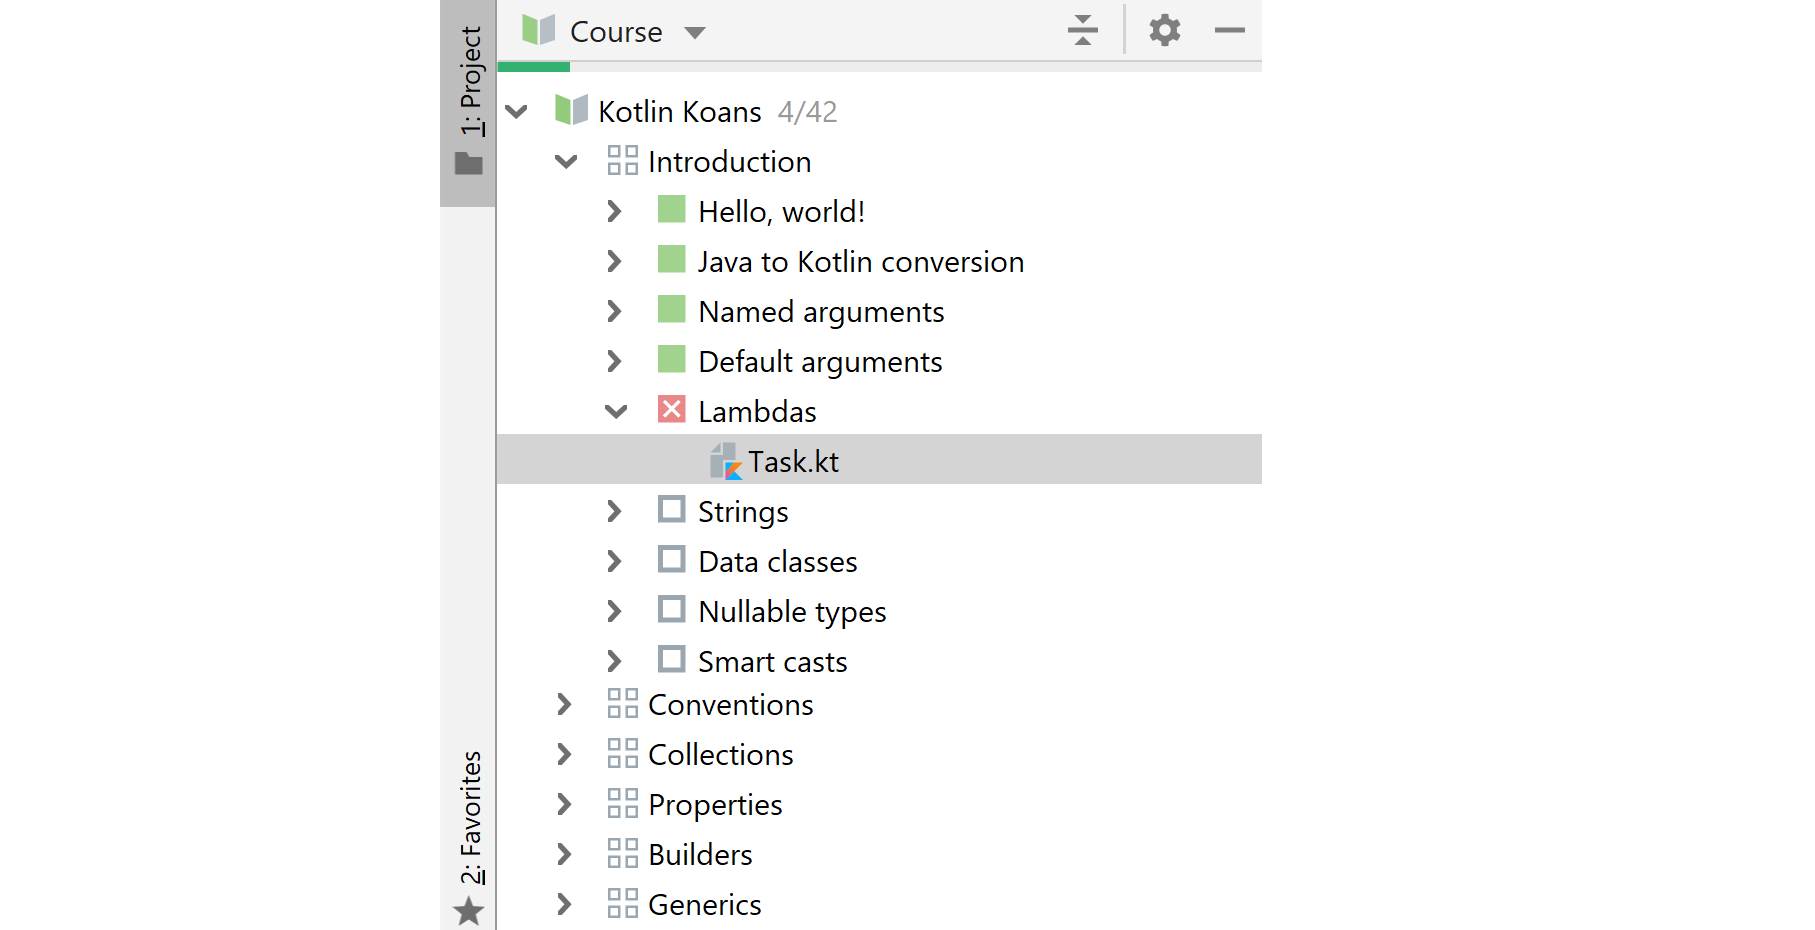 1: Project
Course
Kotlin Koans 4/42
Introduction
Hello, world!
Java to Kotlin conversion
Named arguments
Default arguments
Lambdas
Task.kt
Strings
Data classes
Nullable types
Smart casts
Conventions
Collections
Properties
Builders
Generics
2: Favorites